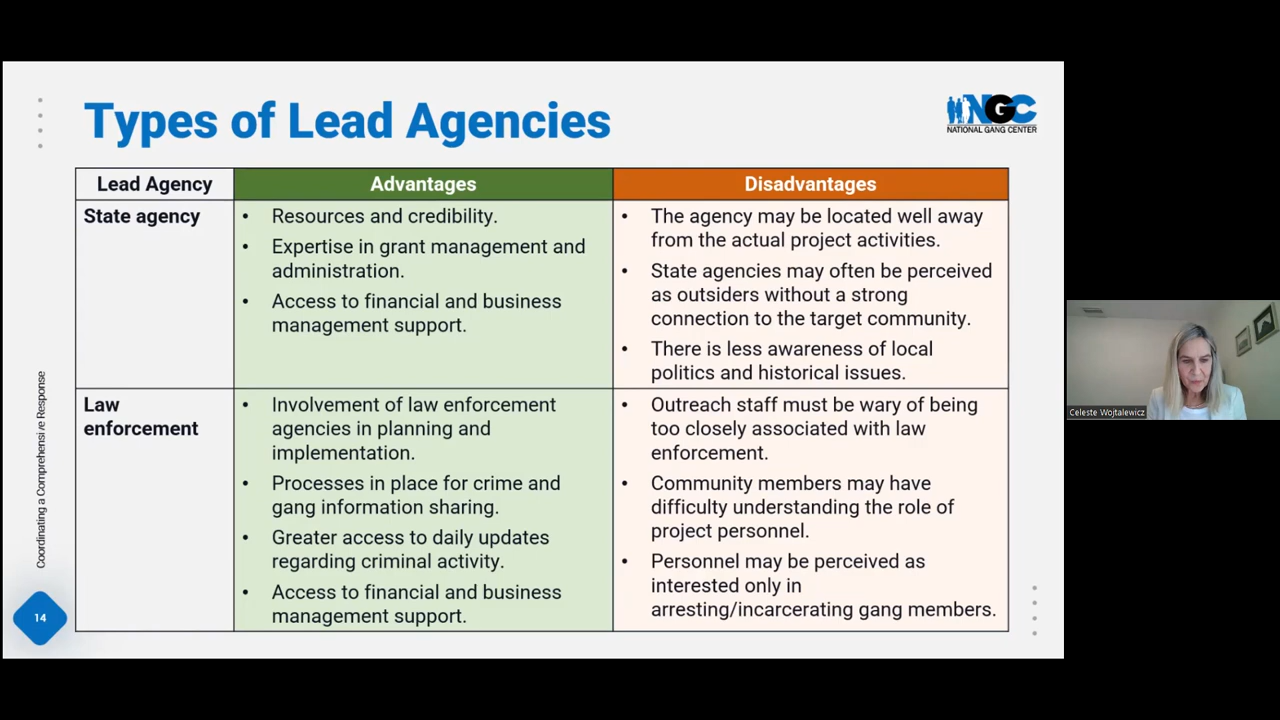 Types of Lead Agencies
NGC
NATIONAL GANG CENTER
Lead Agency
Advantages
Disadvantages
State agency
• Resources and credibility.
• Expertise in grant management and
administration.
• Access to financial and business
management support.
• The agency may be located well away
from the actual project activities.
• State agencies may often be perceived
as outsiders without a strong
connection to the target community.
• There is less awareness of local
politics and historical issues.
Law
enforcement
• Involvement of law enforcement
agencies in planning and
implementation.
• Processes in place for crime and
gang information sharing.
• Greater access to daily updates
regarding criminal activity.
• Access to financial and business
management support.
• Outreach staff must be wary of being
too closely associated with law
enforcement.
• Community members may have
difficulty understanding the role of
project personnel.
• Personnel may be perceived as
interested only in
arresting/incarcerating gang members.
Coordinating a Comprehensive Response
14
Celeste Wojtalewicz